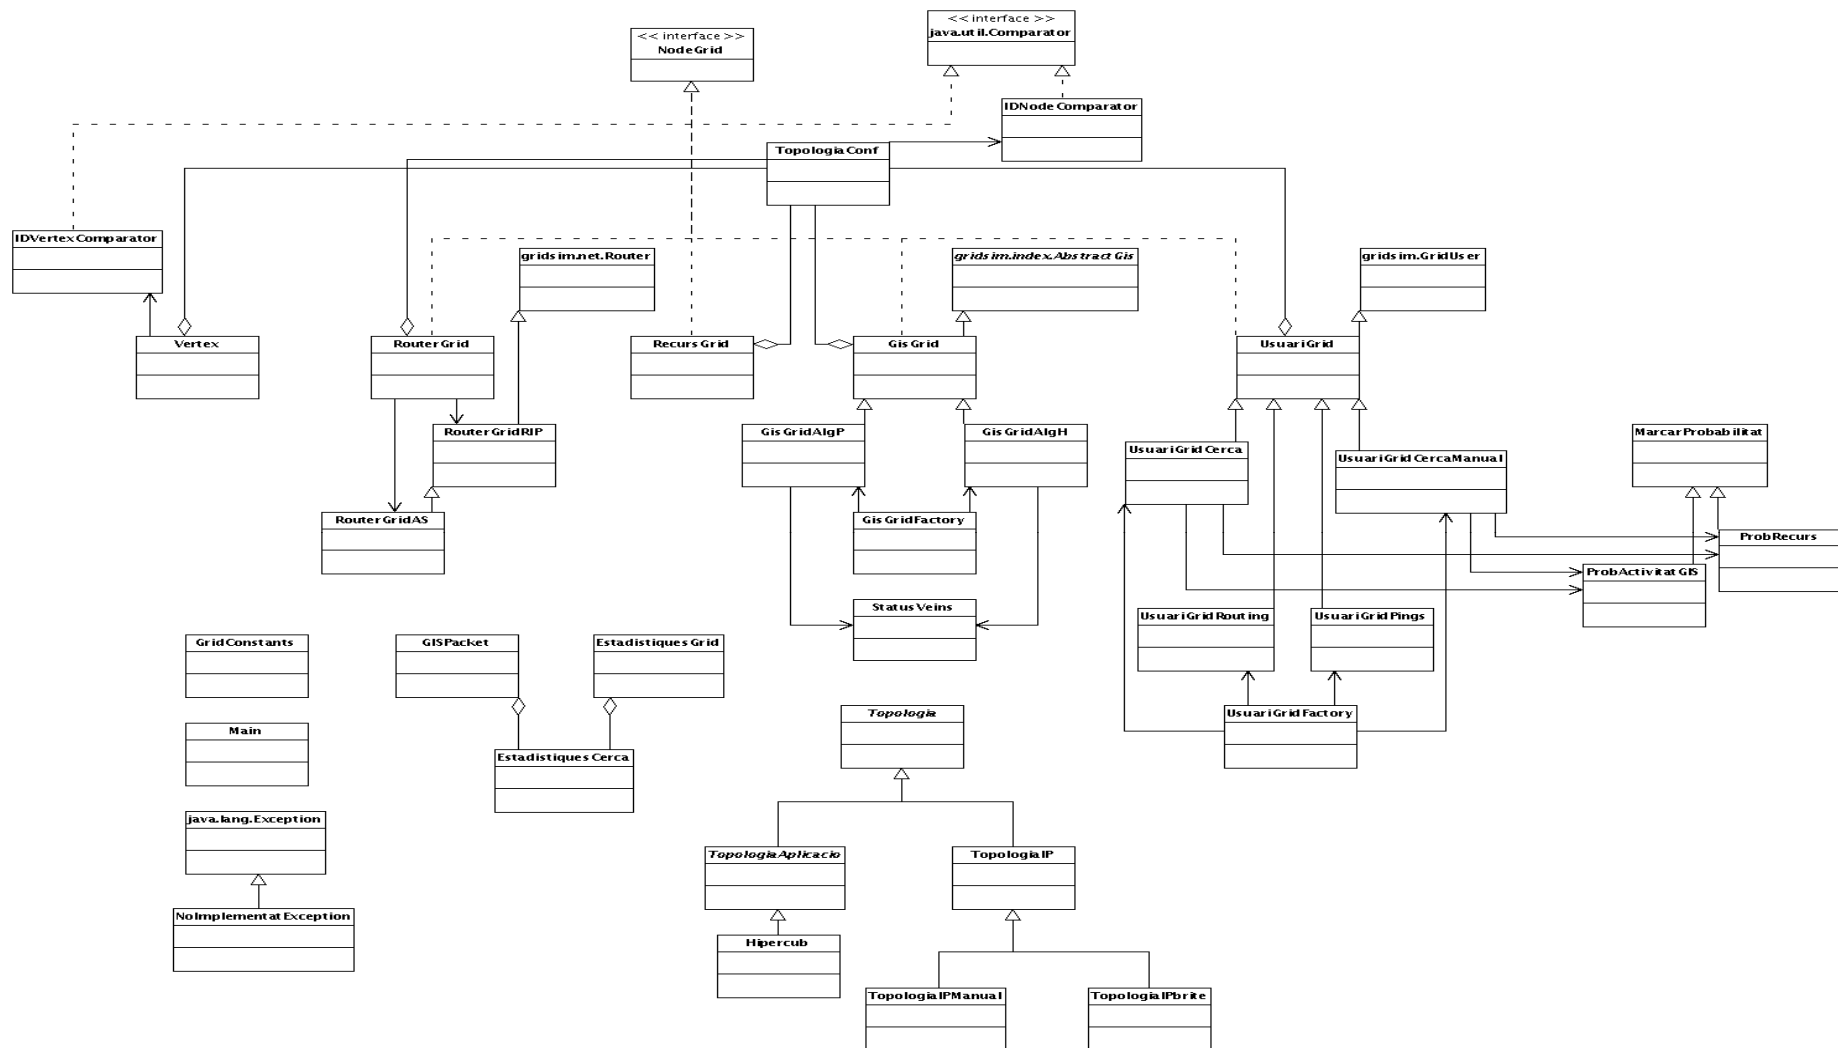 << interface >>
java.util.Comparator
<< interface >>
NodeGrid
IDNodeComparator
TopologiaConf
IDVertexComparator
gridsim.net.Router
gridsim.index.AbstractGis
gridsim.GridUser
Vertex
RouterGrid
RecursGrid
GisGrid
UsuariGrid
RouterGridRIP
GisGridAlgP
GisGridAlgH
UsuariGridCerca
UsuariGridCercaManual
MarcarProbabilitat
RouterGridAS
GisGridFactory
ProbRecurs
ProbActivitatGIS
StatusVeins
UsuariGridRouting
UsuariGridPings
GridConstants
GISPacket
EstadistiquesGrid
Topologia
UsuariGridFactory
Main
EstadistiquesCerca
java.lang.Exception
TopologiaAplicacio
TopologiaIP
NoImplementatException
Hipercub
TopologiaIPManual
TopologiaIPbrite